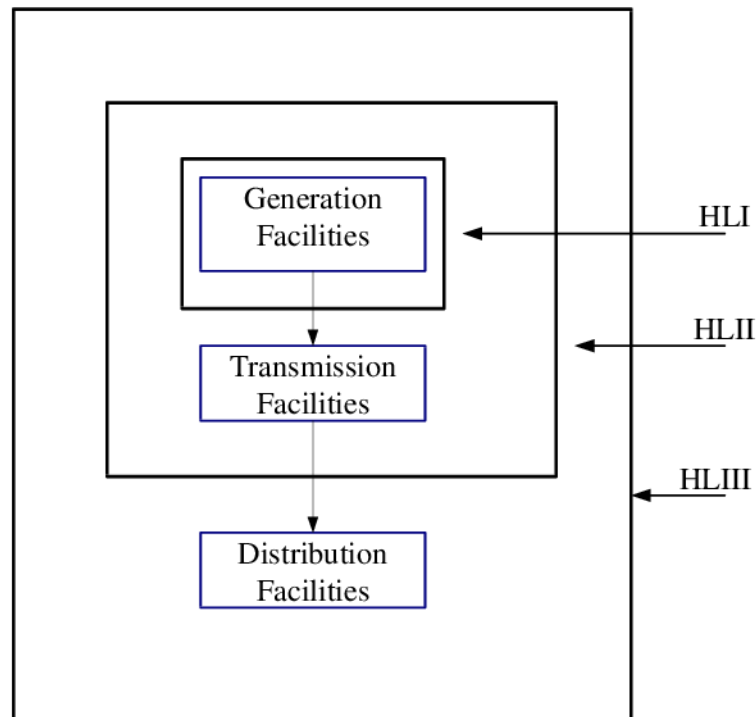 Generation
Facilities
HLI
HLII
Transmission
Facilities
HLIII
Distribution
Facilities